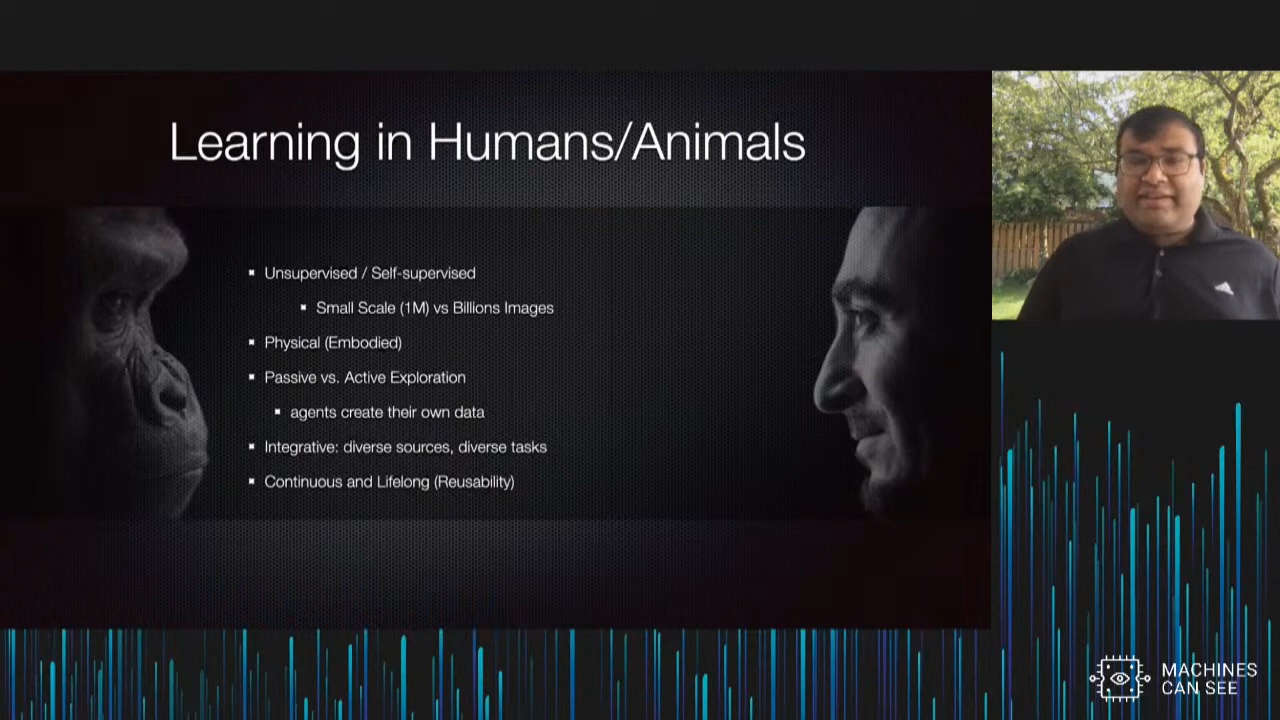 Learning in Humans/Animals
Unsupervised / Self-supervised
Small Scale (1M) vs Billions Images
Physical (Embodied)
Passive vs. Active Exploration
agents create their own data
Integrative: diverse sources, diverse tasks
Continuous and Lifelong (Reusability)
MACHINES
CAN SEE